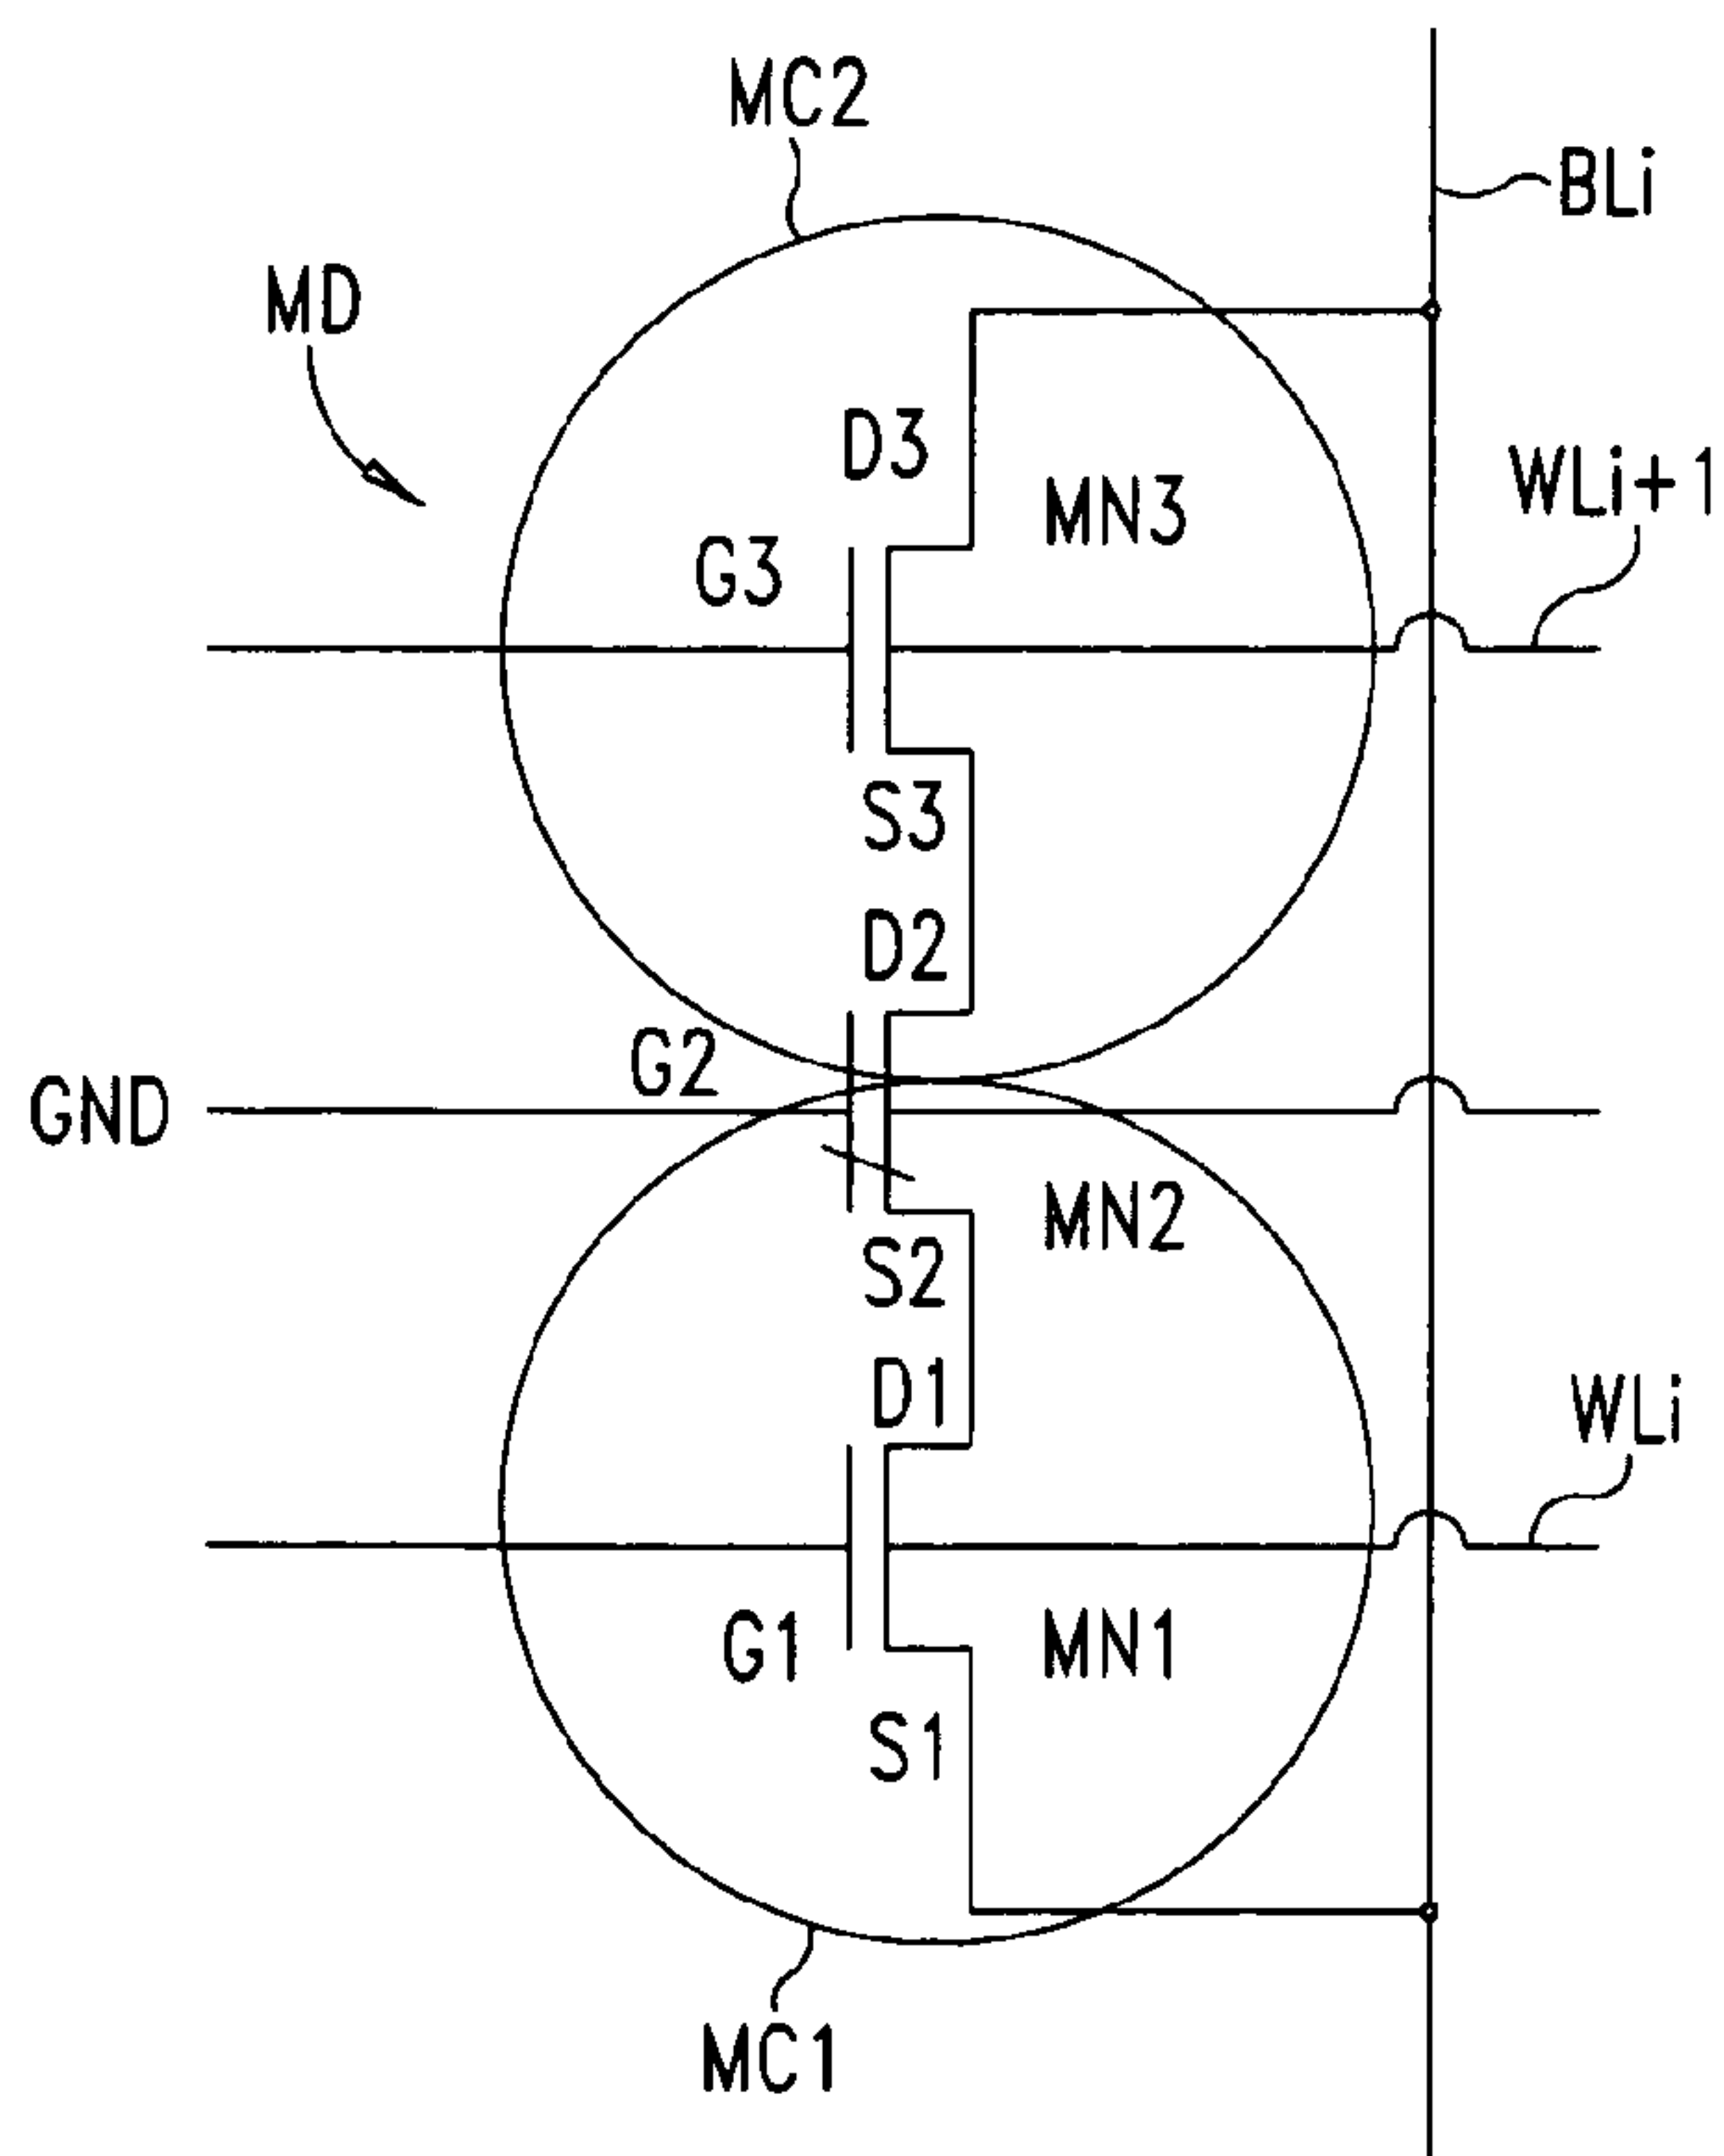 MC2
BLi
MD
D3
WLi+1
MN3
G3
S3
D2
G2
GND
MN2
S2
D1
WLi
G1
MN1
S1
MC1